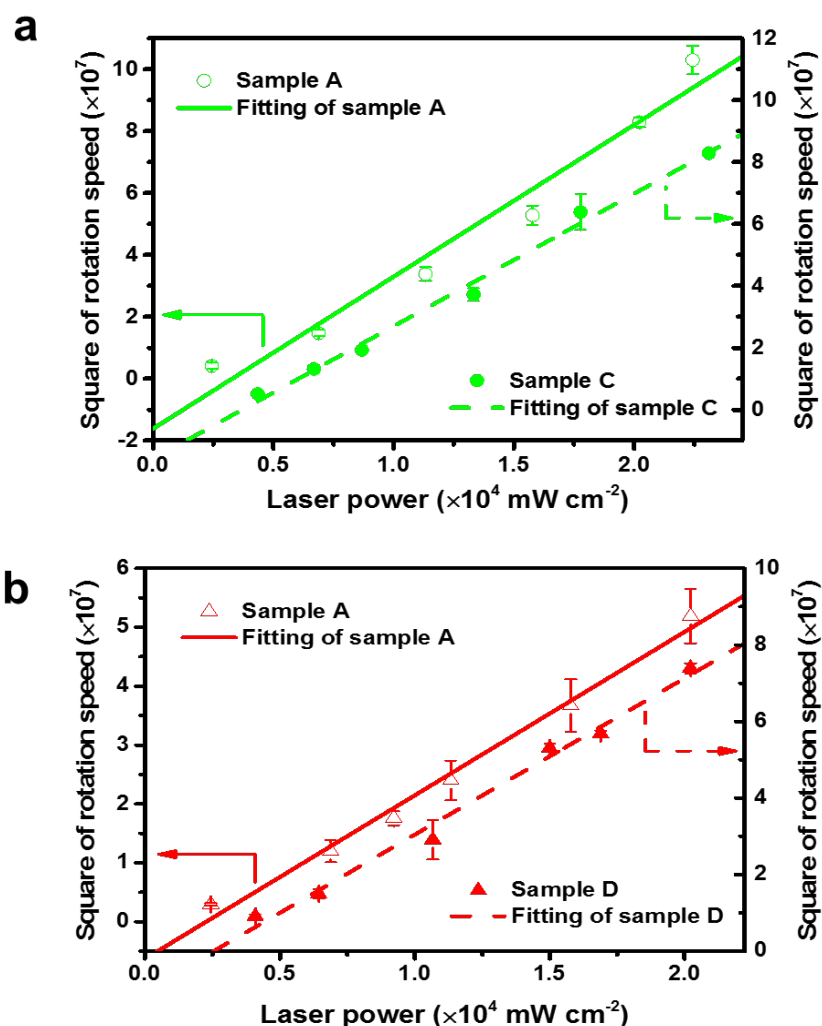 a
Square of rotation speed (×10⁷)
10
8
6
4
2
0
-2
Sample A
Fitting of sample A
Sample C
Fitting of sample C
12
10
8
6
4
2
0
Square of rotation speed (×10⁷)
0.0 0.5 1.0 1.5 2.0
Laser power (×10⁴ mW cm⁻²)
b
Square of rotation speed (×10⁷)
6
5
4
3
2
1
0
Sample A
Fitting of sample A
Sample D
Fitting of sample D
10
8
6
4
2
0
Square of rotation speed (×10⁷)
0.0 0.5 1.0 1.5 2.0
Laser power (×10⁴ mW cm⁻²)